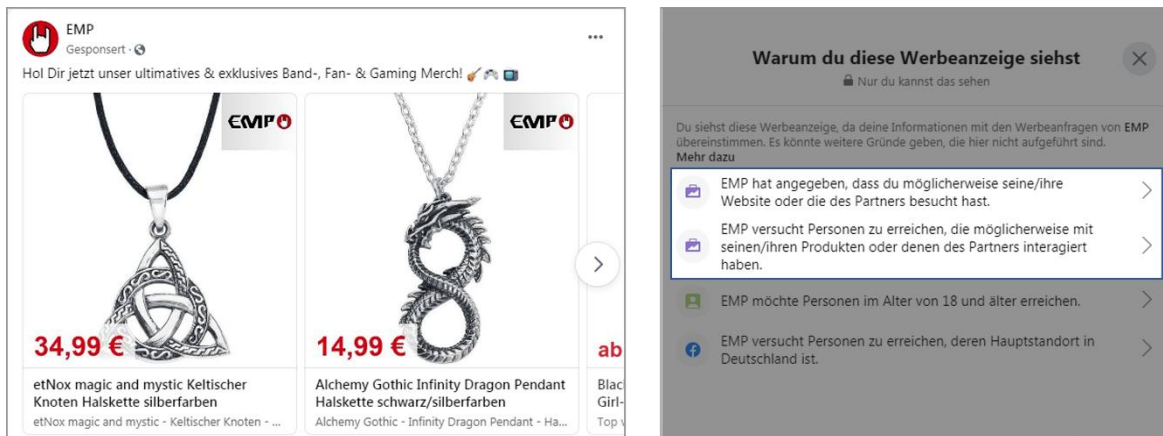 EMP
Gesponsert ·
Hol Dir jetzt unser ultimatives & exklusives Band-, Fan- & Gaming Merch!
EMP
34,99 €
etNox magic and mystic Keltischer
Knoten Halskette silberfarben
etNox magic and mystic - Keltischer Knoten - ...
EMP
14,99 €
Alchemy Gothic Infinity Dragon Pendant
Halskette schwarz/silberfarben
Alchemy Gothic - Infinity Dragon Pendant - Ha...
ab
Girl-
Top
Warum du diese Werbeanzeige siehst
Nur du kannst das sehen
Du siehst diese Werbeanzeige, da deine Informationen mit den Werbeanfragen von EMP
übereinstimmen. Es könnte weitere Gründe geben, die hier nicht aufgeführt sind.
Mehr dazu
EMP hat angegeben, dass du möglicherweise seine/ihre
Website oder die des Partners besucht hast.
EMP versucht Personen zu erreichen, die möglicherweise mit
seinen/ihren Produkten oder denen des Partners interagiert
haben.
EMP möchte Personen im Alter von 18 und älter erreichen.
EMP versucht Personen zu erreichen, deren Hauptstandort in
Deutschland ist.